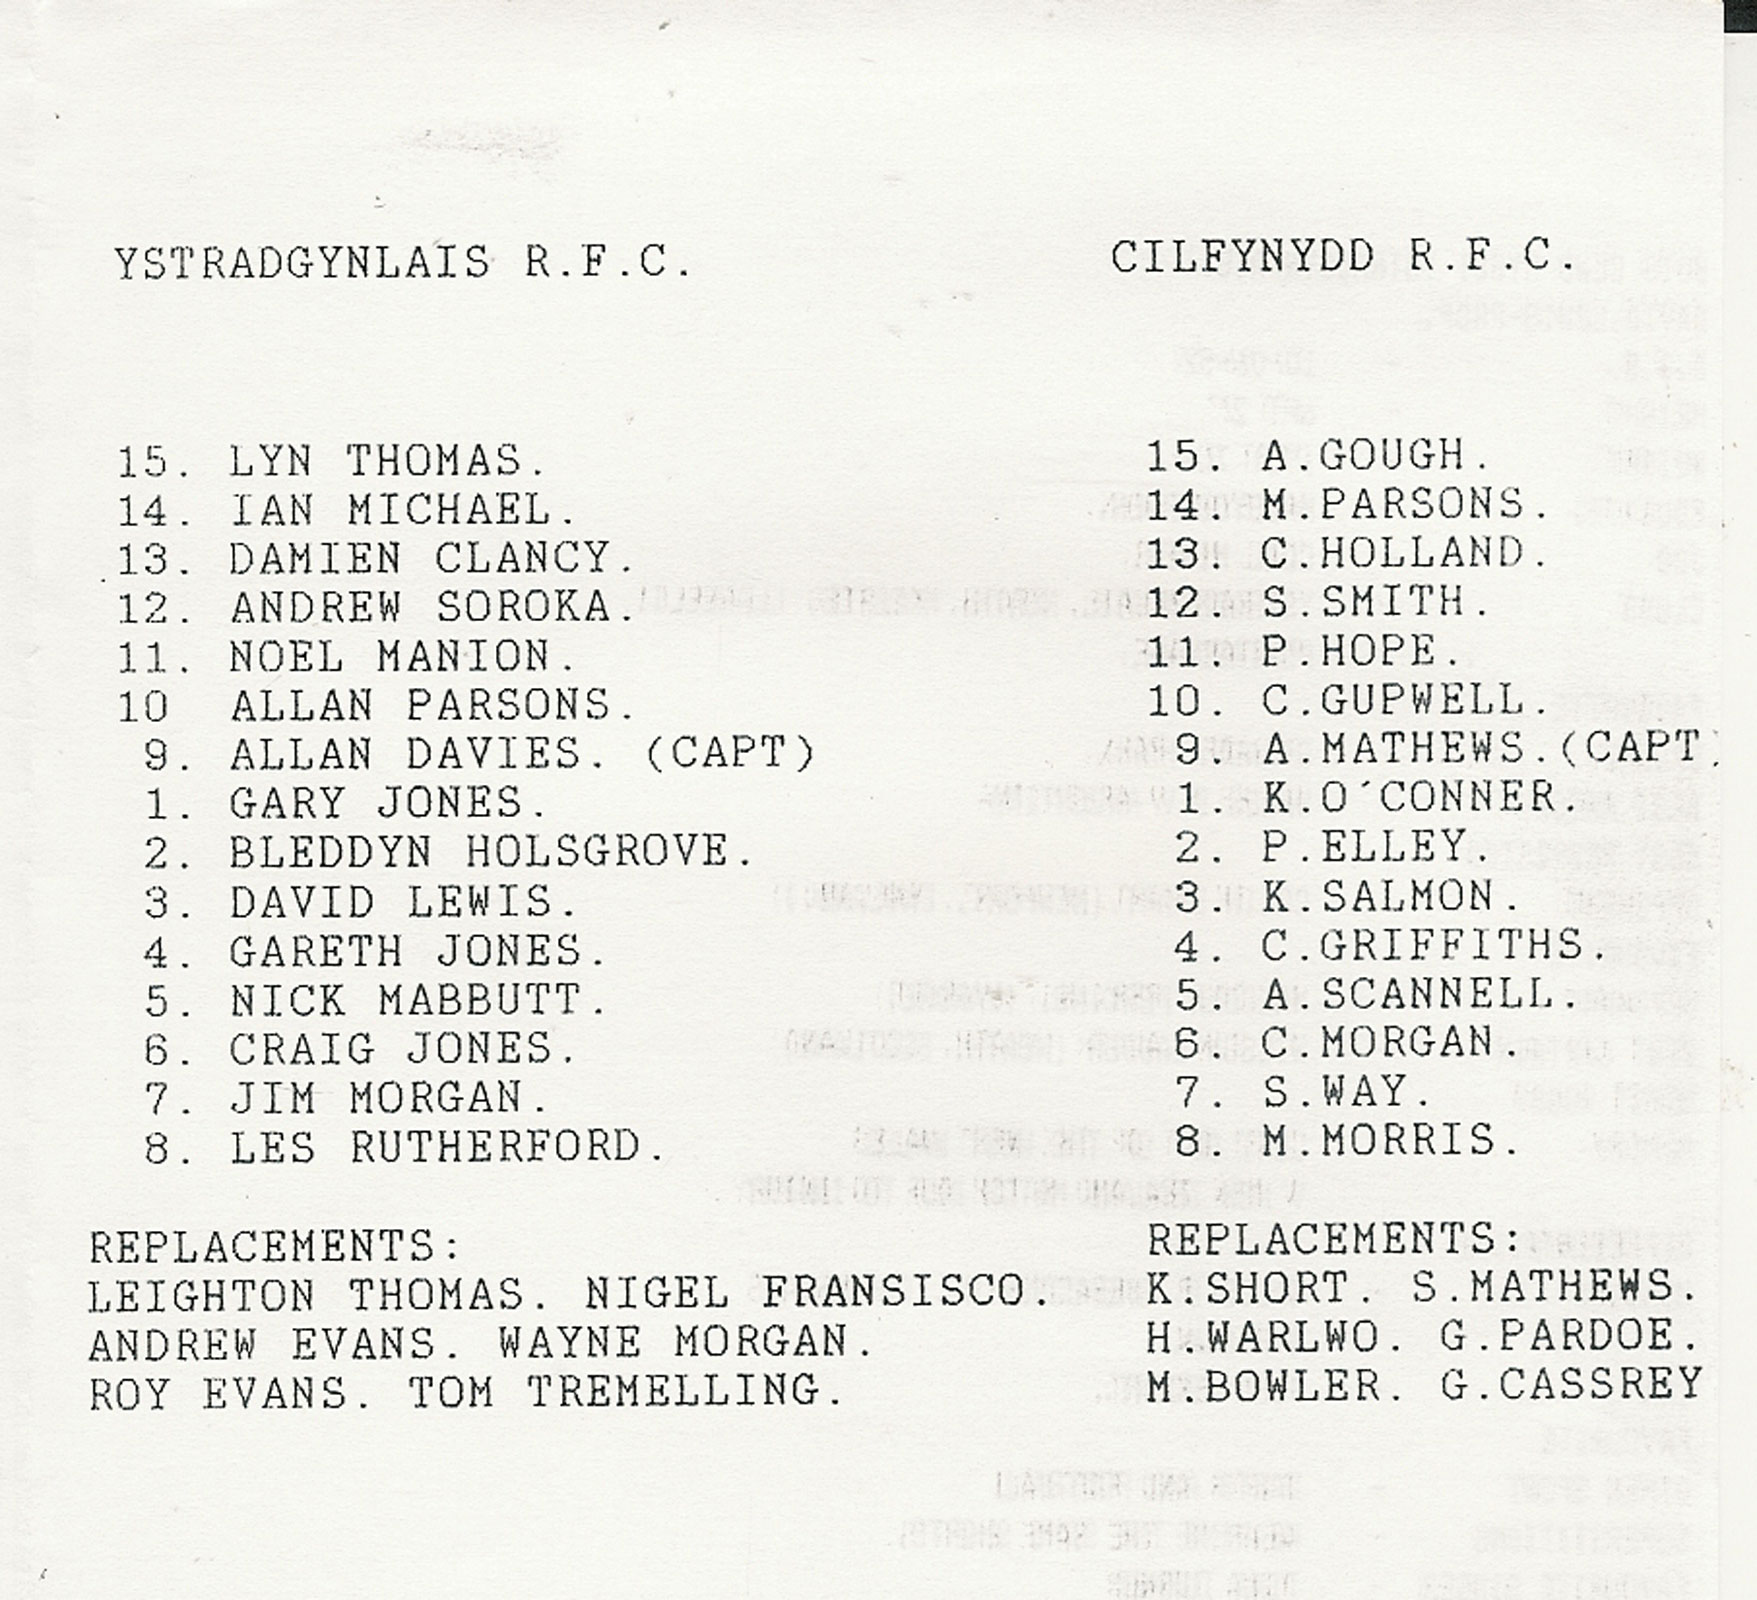 YSTRADGYNLAIS R.F.C.
15. LYN THOMAS.
14. IAN MICHAEL.
13. DAMIEN CLANCY.
12. ANDREW SOROKA.
11. NOEL MANION.
10 ALLAN PARSONS.
9. ALLAN DAVIES. (CAPT)
1. GARY JONES.
2. BLEDDYN HOLSGROVE.
3. DAVID LEWIS.
4. GARETH JONES.
5. NICK MABBUTT.
6. CRAIG JONES.
7. JIM MORGAN.
8. LES RUTHERFORD.
REPLACEMENTS:
LEIGHTON THOMAS. NIGEL FRANSISCO.
ANDREW EVANS. WAYNE MORGAN.
ROY EVANS. TOM TREMELLING.
CILFYNYDD R.F.C.
15. A.GOUGH.
14. M.PARSONS.
13. C.HOLLAND.
12. S.SMITH.
11. P.HOPE.
10. C.GUPWELL.
9. A.MATHEWS.(CAPT)
1. K.O´CONNER.
2. P.ELLEY.
3. K.SALMON.
4. C.GRIFFITHS.
5. A.SCANNELL.
6. C.MORGAN.
7. S.WAY.
8. M.MORRIS.
REPLACEMENTS:
K.SHORT. S.MATHEWS.
H.WARLWO. G.PARDOE.
M.BOWLER. G.CASSREY